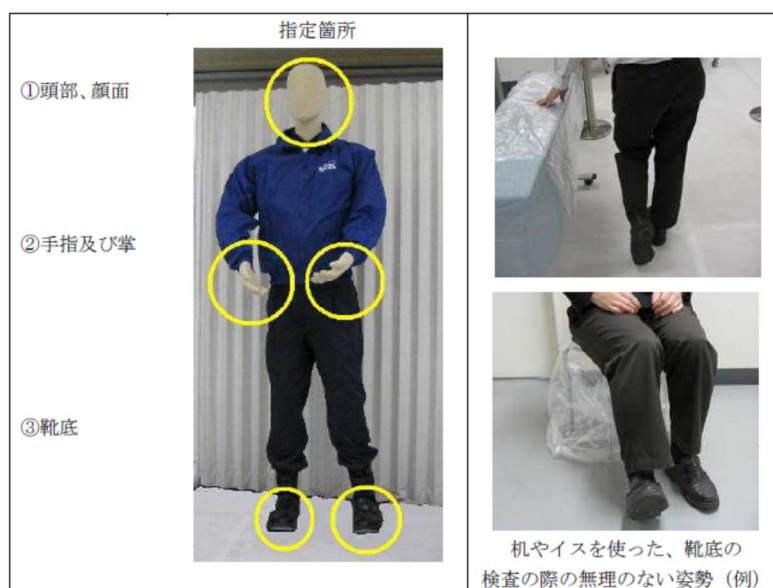 指定箇所
①頭部、顔面
②手指及び掌
③靴底
机やイスを使った、靴底の
検査の際の無理のない姿勢（例）